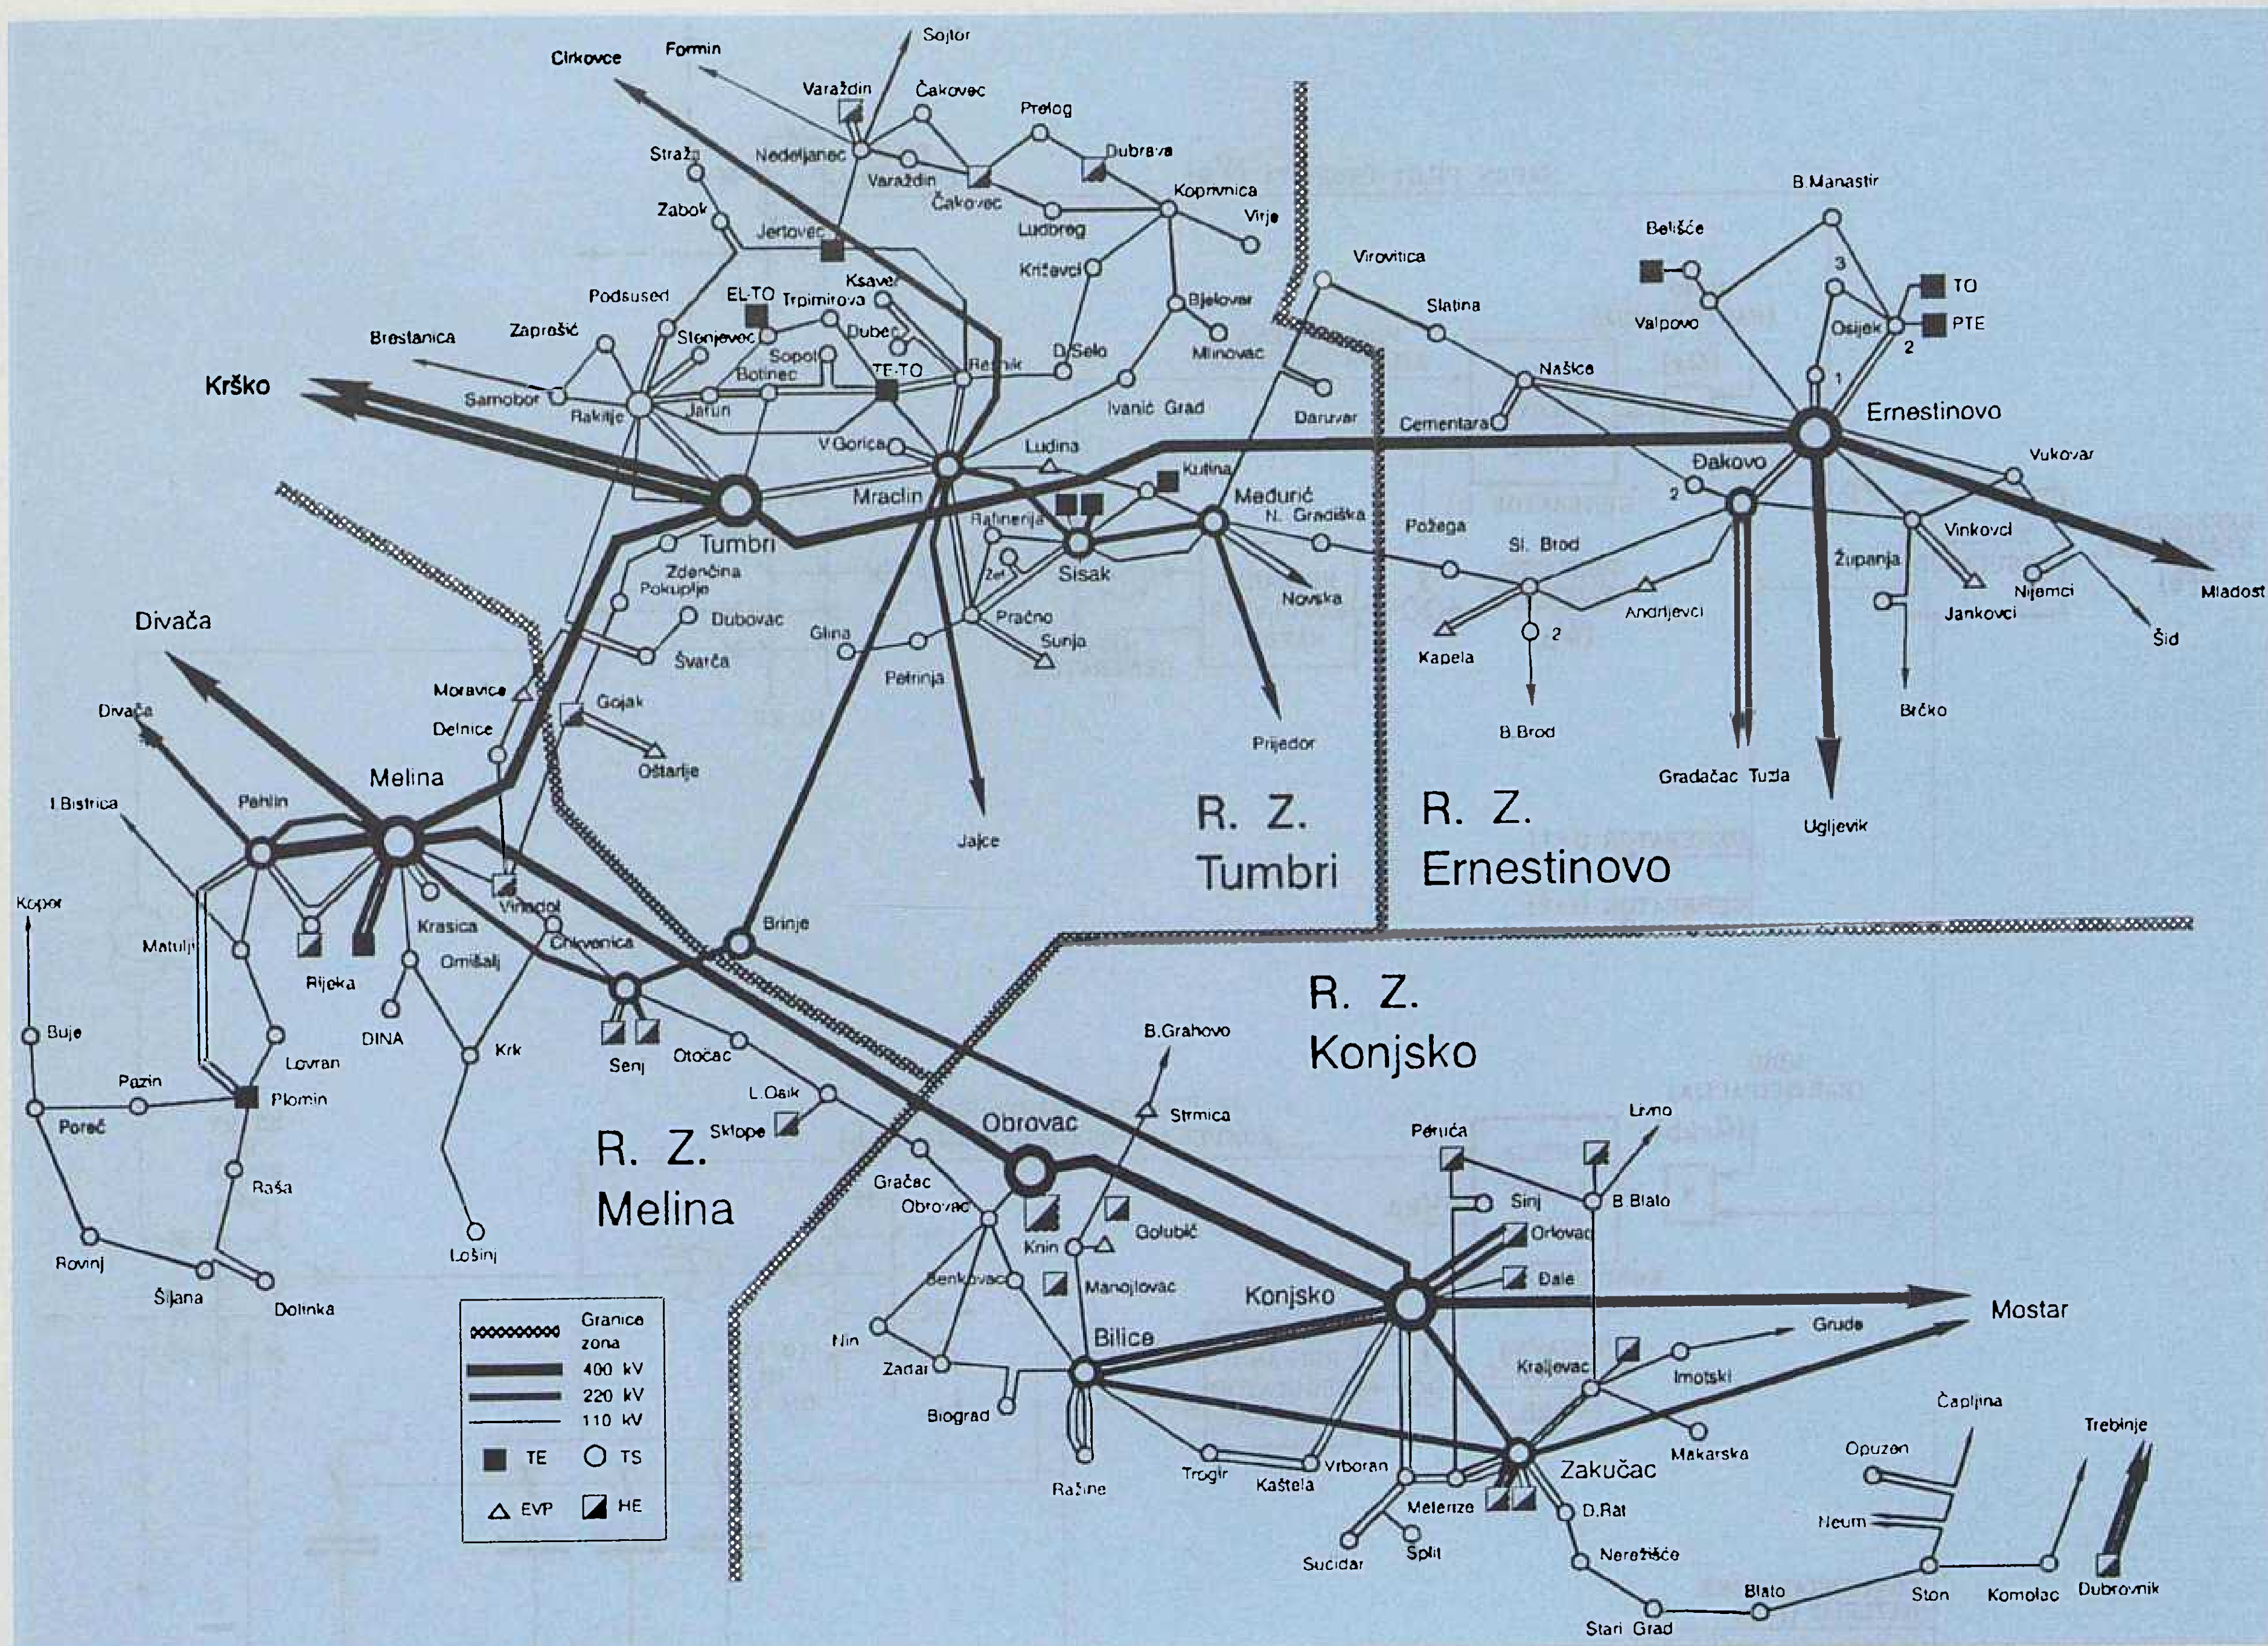 Sojtor
Formin
Cirkovce
Varaždin
Čakovec
Prelog
Straža
Nedeljanec
Dubrava
Varaždin
Čakovec
Koprivnica
Zabok
Jertovec
Ludbreg
Virje
Ksaver
Križevci
Podsused
EL-TO
Trpimirova
Bjelovar
Zaprešić
Stenjevec
Dubec
Brestanica
Sopot
D.Selo
Mlinovac
Botinec
TE-TO
Resnik
Krško
Samobor
Rakitje
Jarun
Ivanić Grad
V.Gorica
Ludina
Daruvar
Kutina
Mraclin
Međurić
Rafinerija
N. Gradiška
Tumbri
Zdenčina
Žel
Sisak
Pokuplje
Novska
Dubovac
Glina
Pračno
Sunja
Švarča
Petrinja
Gojak
Oštarije
Prijedor
Jajce
R. Z.
Tumbri
B.Manastir
Belišće
Virovitica
3
Slatina
TO
Valpovo
Osijek
PTE
2
Našice
1
Ernestinovo
Cementara
Đakovo
Vukovar
2
Požega
Sl. Brod
Vinkovci
Županja
Nijemci
Mladost
Andrijevci
Jankovci
Šid
2
Kapela
B.Brod
Brčko
Gradačac Tuzla
Ugljevik
R. Z.
Ernestinovo
Divača
Moravice
Divača
Delnice
Melina
I.Bistrica
Pehlin
Kopar
Krasica
Vinodol
Brinje
Matulji
Crikvenica
Omišalj
Rijeka
Buje
DINA
Senj
Otočac
Lovran
Krk
Pazin
Plomin
L.Osik
Poreč
Sklope
R. Z.
Melina
Raša
Gračac
Rovinj
Lošinj
Šijana
Dolinka
R. Z.
Konjsko
B.Grahovo
Strmica
Obrovac
Livno
Peruća
Obrovac
Sinj
B.Blato
Golubić
Knin
Orlovac
Benkovac
Manojlovac
Đale
Konjsko
Mostar
Nin
Bilice
Grude
Zadar
Kraljevac
Imotski
Biograd
Čapljina
Makarska
Trebinje
Opuzen
Ražine
Trogir
Kaštela
Vrboran
Zakučac
Meterize
D.Rat
Neum
Sućidar
Split
Nerežišće
Blato
Ston
Komolac
Dubrovnik
Stari Grad
Granice
zona
400 kV
220 kV
110 kV
TE
TS
EVP
HE